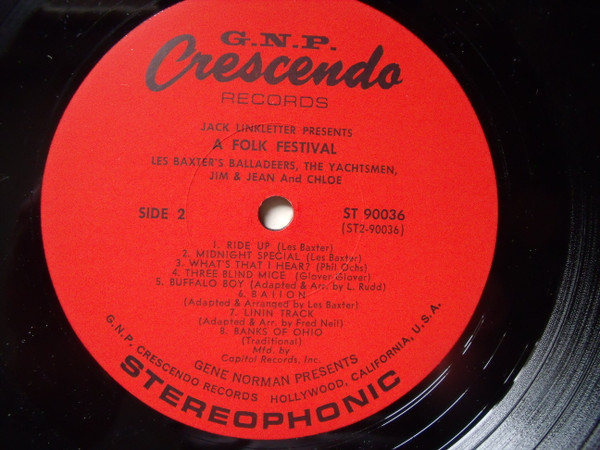 G.N.P.
Crescendo
RECORDS
JACK LINKLETTER PRESENTS
A FOLK FESTIVAL
LES BAXTER'S BALLADEERS, THE YACHTSMEN,
JIM & JEAN And CHLOE
SIDE 2
ST 90036
(ST2-90036)
1. RIDE UP (Les Baxter)
2. MIDNIGHT SPECIAL (Les Baxter)
3. WHAT'S THAT I HEAR? (Phil Ochs)
4. THREE BLIND MICE (Glover-Glover)
5. BUFFALO BOY (Adapted & Arr. by L. Rudd)
6. BAIION
(Adapted & Arranged by Les Baxter)
7. LININ TRACK
(Adapted & Arr. by Fred Neil)
8. BANKS OF OHIO
(Traditional)
Mfd. by
Capitol Records, Inc.
GENE NORMAN PRESENTS
G.N.P. CRESCENDO RECORDS HOLLYWOOD, CALIFORNIA, U.S.A.
STEREOPHONIC